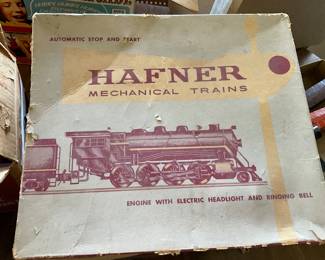 AUTOMATIC STOP AND START
HAFNER
MECHANICAL TRAINS
ENGINE WITH ELECTRIC HEADLIGHT AND RINGING BELL